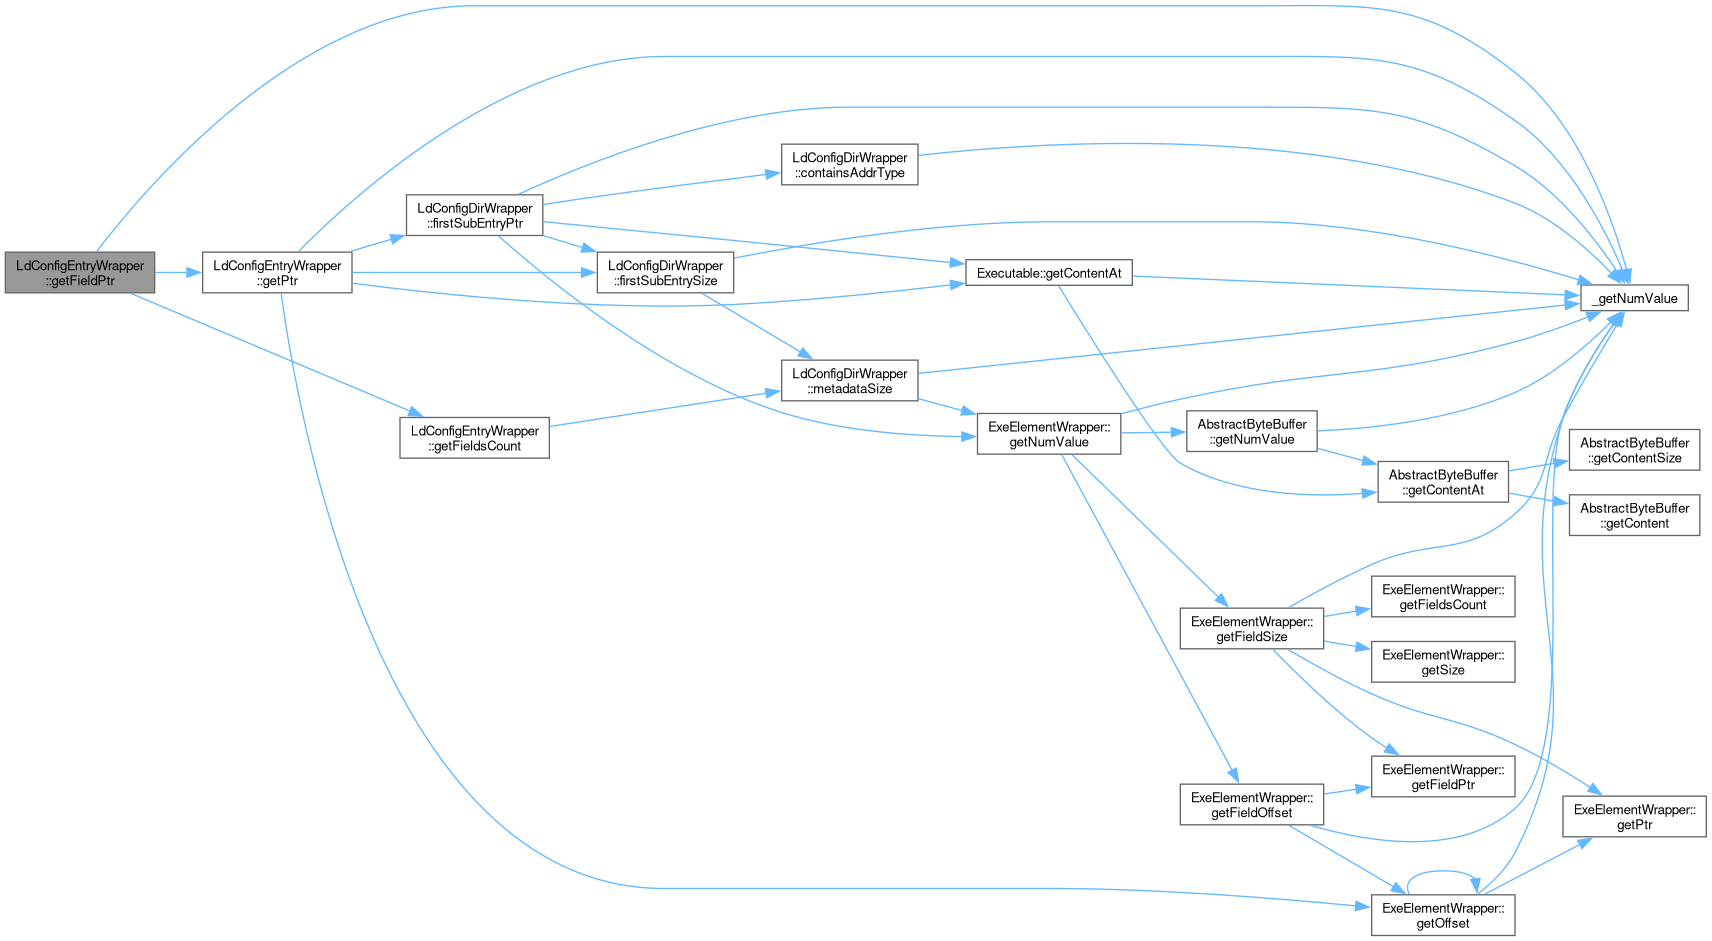 LdConfigEntryWrapper
::getFieldPtr
LdConfigEntryWrapper
::getPtr
LdConfigDirWrapper
::firstSubEntryPtr
LdConfigEntryWrapper
::getFieldsCount
LdConfigDirWrapper
::firstSubEntrySize
LdConfigDirWrapper
::containsAddrType
LdConfigDirWrapper
::metadataSize
Executable::getContentAt
ExeElementWrapper::
getNumValue
AbstractByteBuffer
::getNumValue
ExeElementWrapper::
getFieldSize
ExeElementWrapper::
getFieldOffset
AbstractByteBuffer
::getContentAt
ExeElementWrapper::
getFieldsCount
ExeElementWrapper::
getSize
ExeElementWrapper::
getFieldPtr
ExeElementWrapper::
getOffset
_getNumValue
AbstractByteBuffer
::getContentSize
AbstractByteBuffer
::getContent
ExeElementWrapper::
getPtr